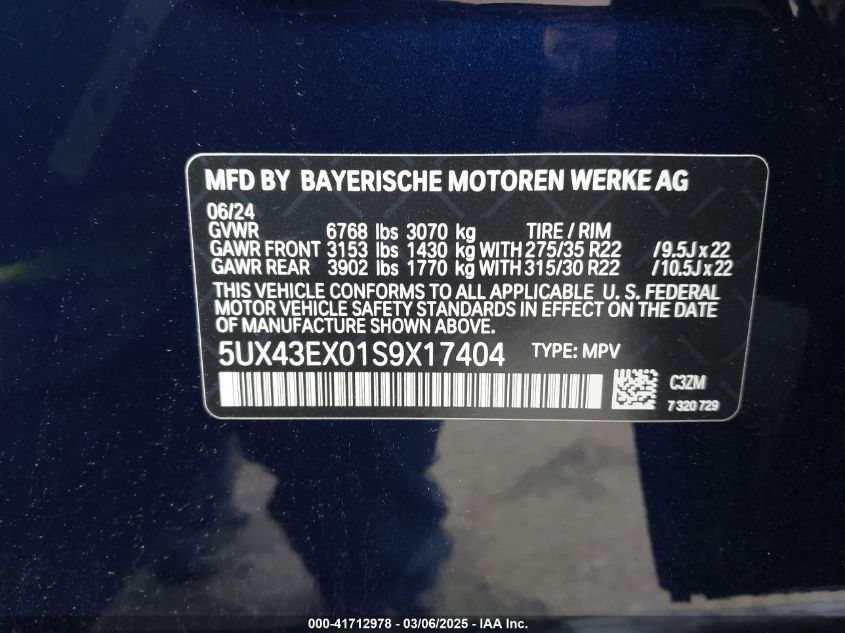 MFD BY BAYERISCHE MOTOREN WERKE AG
06/24
GVWR 6768 lbs 3070 kg TIRE / RIM
GAWR FRONT 3153 lbs 1430 kg WITH 275/35 R22 /9.5J x 22
GAWR REAR 3902 lbs 1770 kg WITH 315/30 R22 /10.5J x 22
THIS VEHICLE CONFORMS TO ALL APPLICABLE U. S. FEDERAL
MOTOR VEHICLE SAFETY STANDARDS IN EFFECT ON THE DATE
OF MANUFACTURE SHOWN ABOVE.
5UX43EX01S9X17404 TYPE: MPV
C3ZM
7 320 729
000-41712978 - 03/06/2025 - IAA Inc.